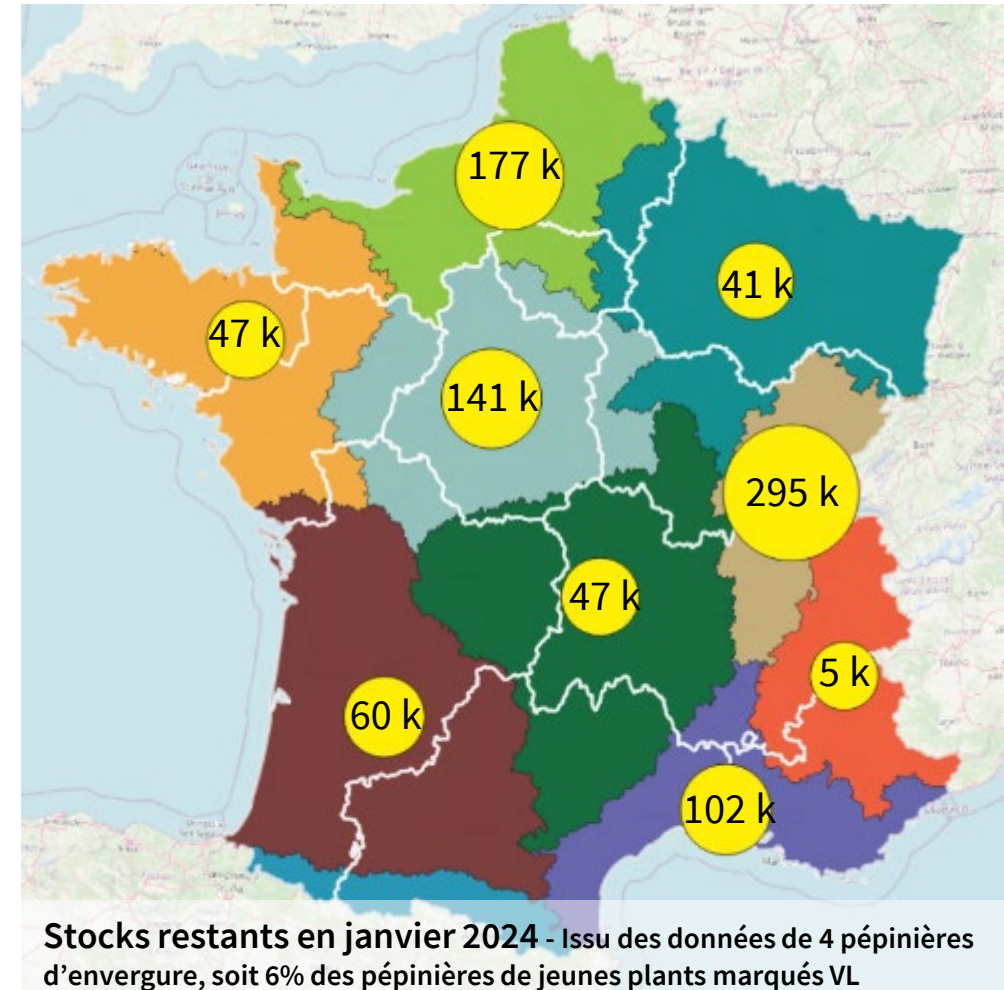 177 k
41 k
47 k
141 k
295 k
47 k
5 k
60 k
102 k
Stocks restants en janvier 2024 - Issu des données de 4 pépinières
d'envergure, soit 6% des pépinières de jeunes plants marqués VL